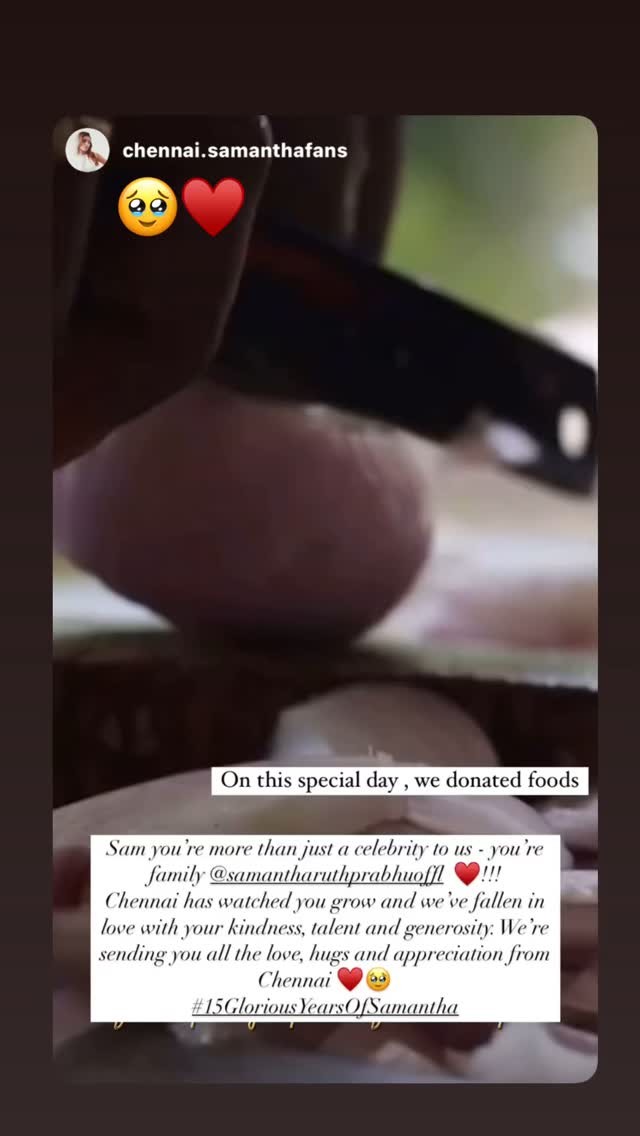 chennai.samanthafans
🥹♥️
On this special day , we donated foods
Sam you're more than just a celebrity to us - you're
family @samantharuthprabhuoffl ♥️!!!
Chennai has watched you grow and we've fallen in
love with your kindness, talent and generosity. We're
sending you all the love, hugs and appreciation from
Chennai ♥️🥹
#15GloriousYearsOfSamantha